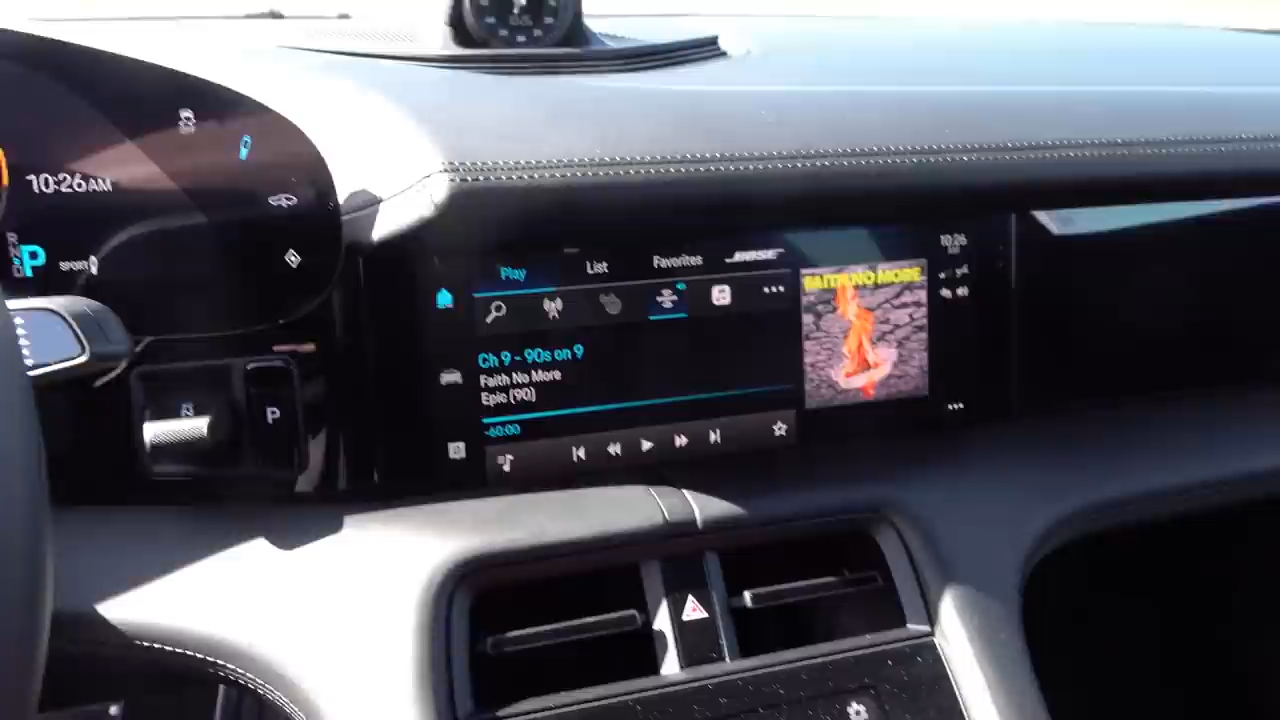 10:26AM
R
N
D
P
SPORT
P
Play
List
Favorites
BOSE
10:26
FAITH NO MORE
Ch 9 - 90s on 9
Faith No More
Epic (90)
-60:00
P